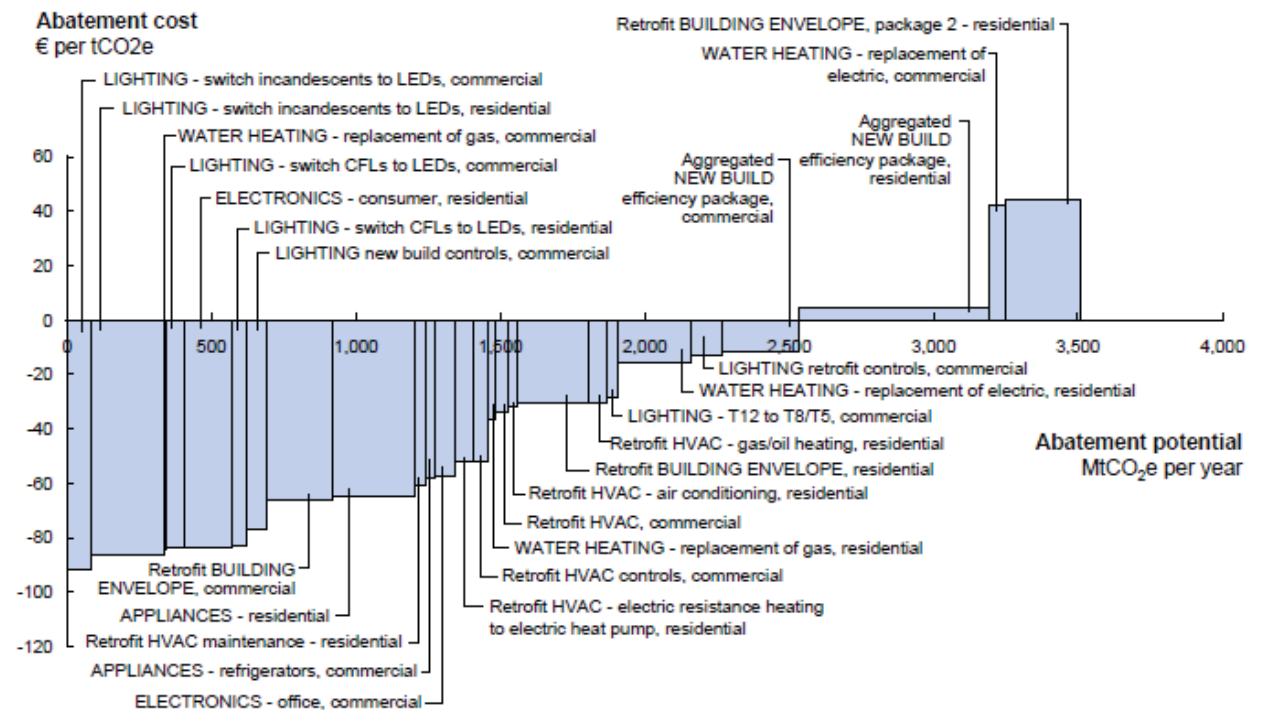 Abatement cost
€ per tCO2e
Retrofit BUILDING ENVELOPE, package 2 - residential
WATER HEATING - replacement of
electric, commercial
LIGHTING - switch incandescents to LEDs, commercial
LIGHTING - switch incandescents to LEDs, residential
WATER HEATING - replacement of gas, commercial
LIGHTING - switch CFLs to LEDs, commercial
ELECTRONICS - consumer, residential
LIGHTING - switch CFLs to LEDs, residential
LIGHTING new build controls, commercial
Aggregated
NEW BUILD
efficiency package,
commercial
Aggregated
NEW BUILD
efficiency package,
residential
60
40
20
0
-20
-40
-60
-80
-100
-120
0
500
1,000
1,500
2,000
2,500
3,000
3,500
4,000
LIGHTING retrofit controls, commercial
WATER HEATING - replacement of electric, residential
LIGHTING - T12 to T8/T5, commercial
Retrofit HVAC - gas/oil heating, residential
Retrofit BUILDING ENVELOPE, residential
Retrofit HVAC - air conditioning, residential
Retrofit HVAC, commercial
WATER HEATING - replacement of gas, residential
Retrofit HVAC controls, commercial
Retrofit HVAC - electric resistance heating
to electric heat pump, residential
Abatement potential
MtCO₂e per year
Retrofit BUILDING
ENVELOPE, commercial
APPLIANCES - residential
Retrofit HVAC maintenance - residential
APPLIANCES - refrigerators, commercial
ELECTRONICS - office, commercial